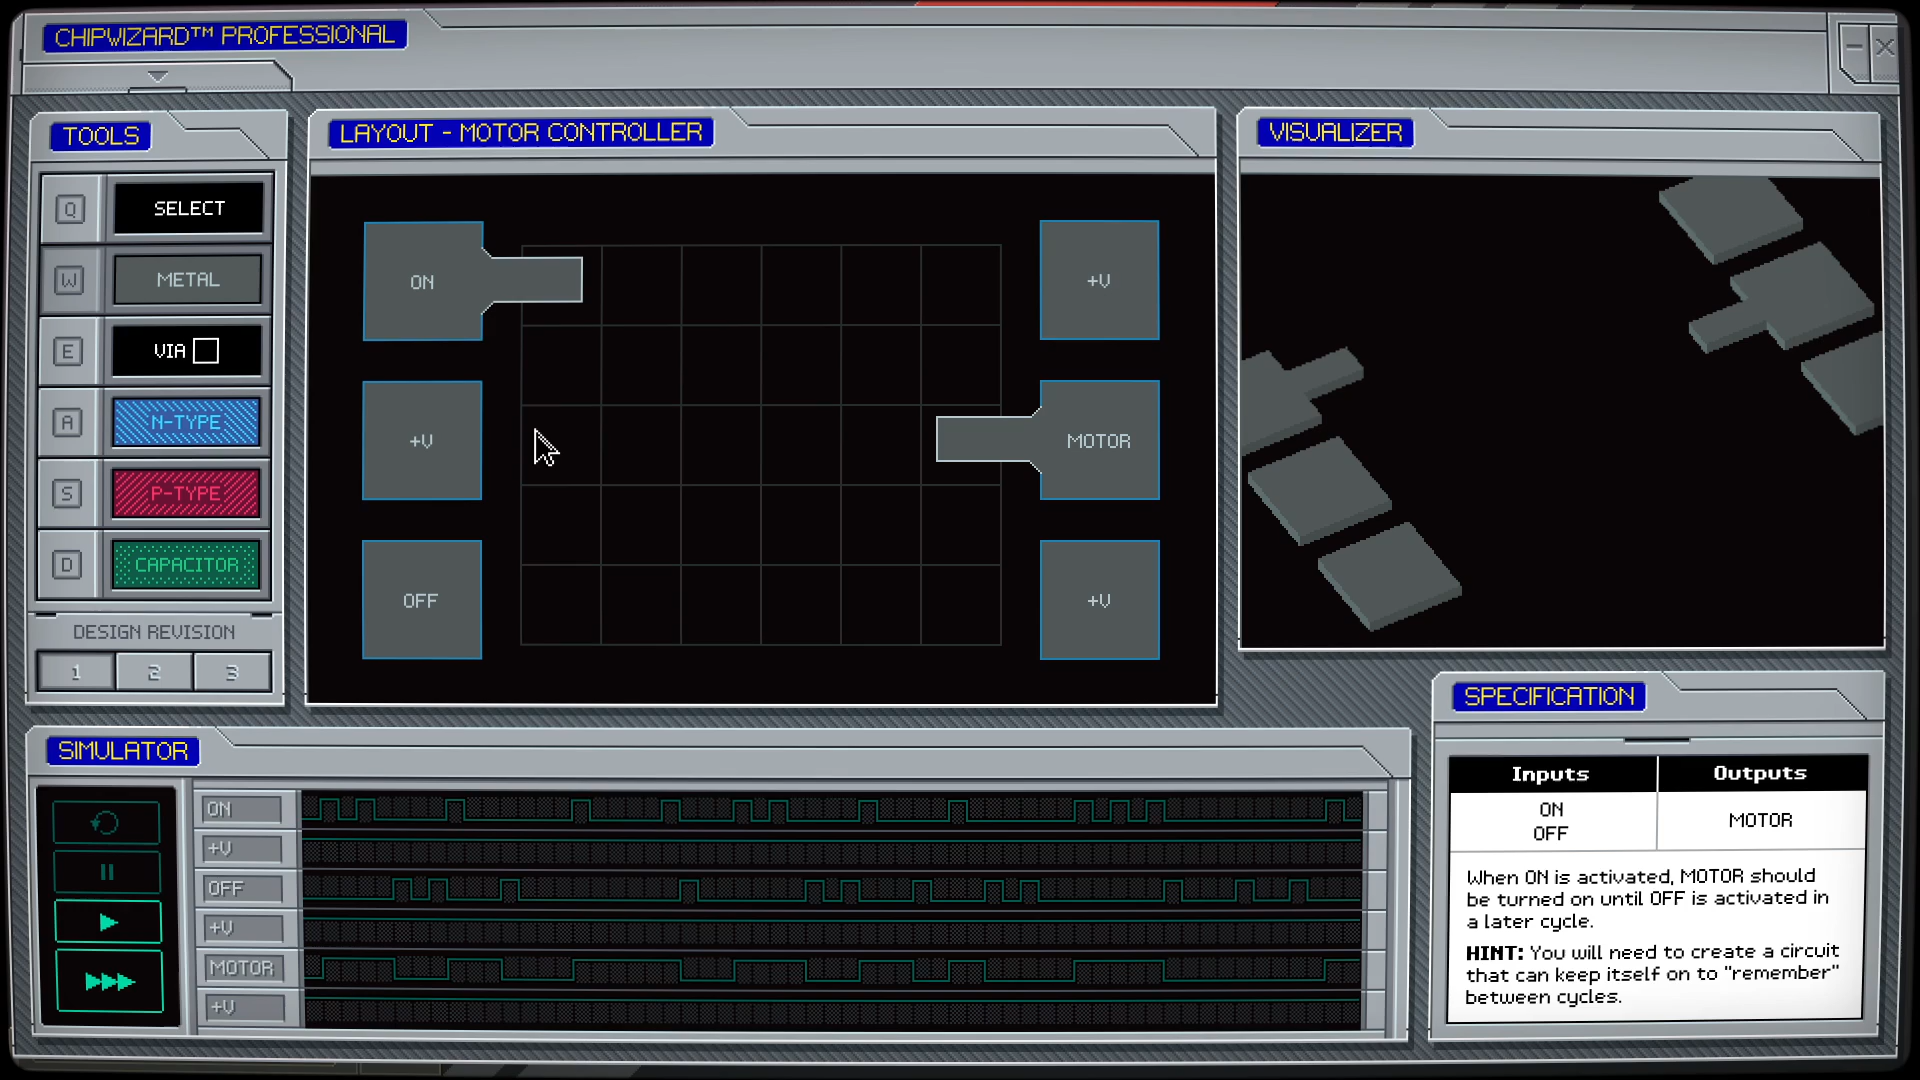 CHIPWIZARD™ PROFESSIONAL
TOOLS
Q SELECT
W METAL
E VIA
A N-TYPE
S P-TYPE
D CAPACITOR
DESIGN REVISION
1 2 3
LAYOUT - MOTOR CONTROLLER
ON +V
+V MOTOR
OFF +V
VISUALIZER
SIMULATOR
ON
+V
OFF
+V
MOTOR
+V
SPECIFICATION
Inputs Outputs
ON
OFF
MOTOR
When ON is activated, MOTOR should
be turned on until OFF is activated in
a later cycle.
HINT: You will need to create a circuit
that can keep itself on to "remember"
between cycles.